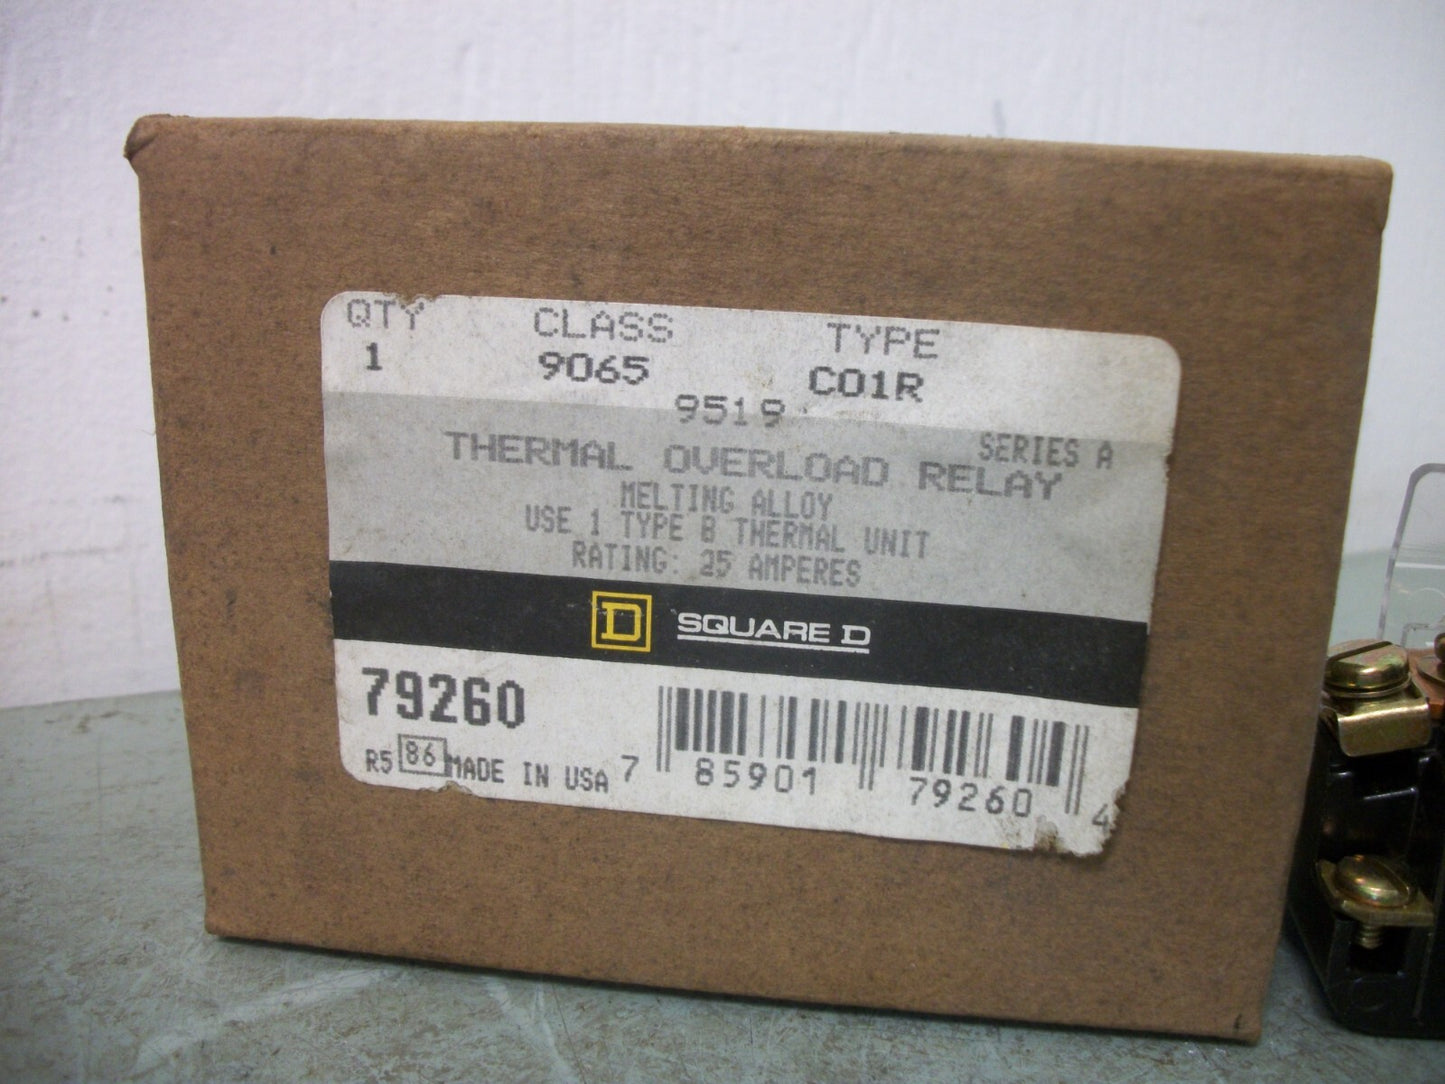 QTY CLASS TYPE
1 9065 CO1R
9519
SERIES A
THERMAL OVERLOAD RELAY
MELTING ALLOY
USE 1 TYPE B THERMAL UNIT
RATING: 25 AMPERES
D SQUARE D
79260
R5 86 MADE IN USA
7 85901 79260 4